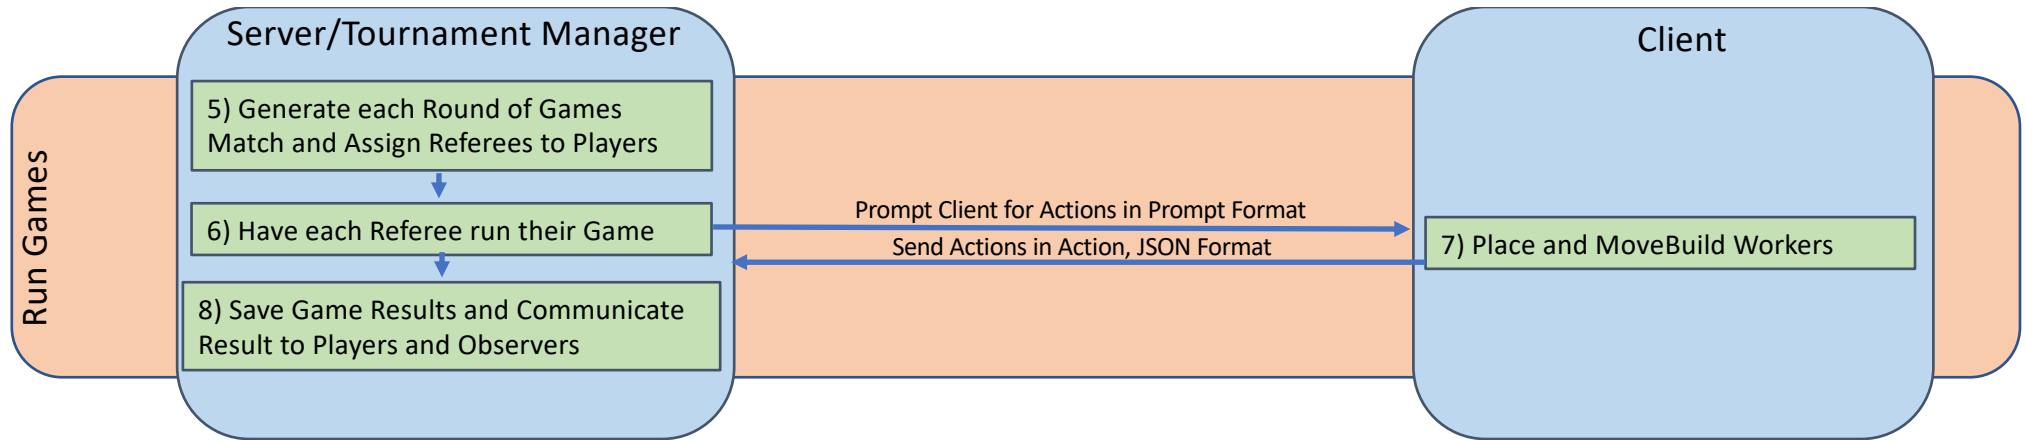 Server/Tournament Manager
Client
Run Games
5) Generate each Round of Games
Match and Assign Referees to Players
6) Have each Referee run their Game
Prompt Client for Actions in Prompt Format
Send Actions in Action, JSON Format
7) Place and MoveBuild Workers
8) Save Game Results and Communicate
Result to Players and Observers